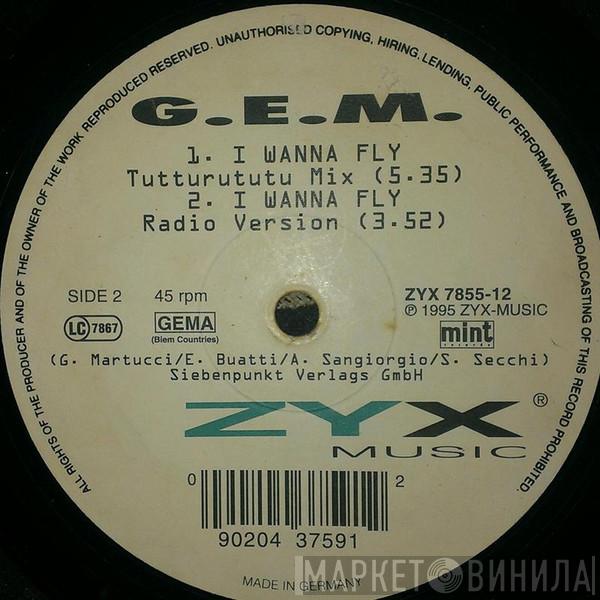 ALL RIGHTS OF THE PRODUCER AND OF THE OWNER OF THE WORK REPRODUCED RESERVED. UNAUTHORISED COPYING, HIRING, LENDING, PUBLIC PERFORMANCE AND BROADCASTING OF THIS RECORD PROHIBITED.
G.E.M.
1. I WANNA FLY
Tutturututu Mix (5.35)
2. I WANNA FLY
Radio Version (3.52)
SIDE 2 45 rpm ZYX 7855-12
℗ 1995 ZYX-MUSIC
LC 7867 GEMA mint
(Biem Countries) records
(G. Martucci/E. Buatti/A. Sangiorgio/S. Secchi)
Siebenpunkt Verlags GmbH
ZYX ®
MUSIC
0 2
90204 37591
MADE IN GERMANY
МАРКЕТ ВИНИЛА